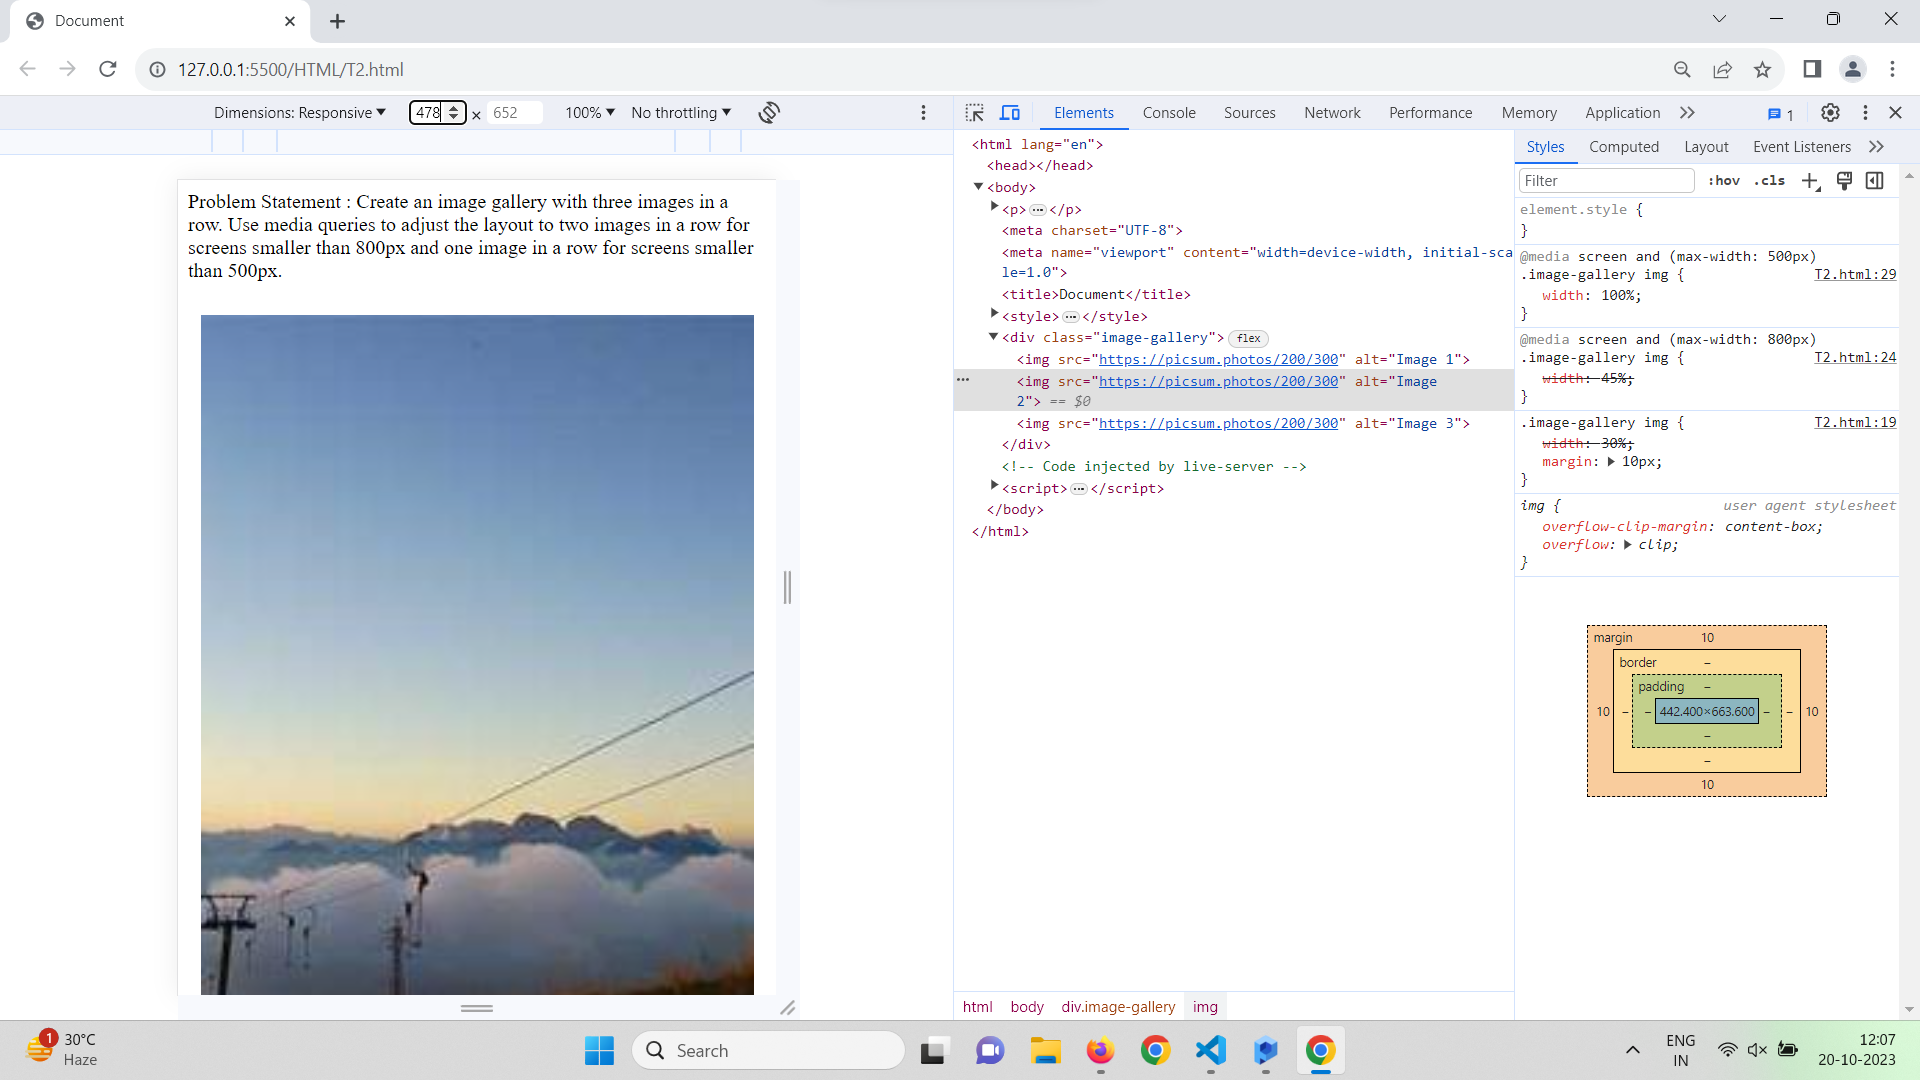 Document
127.0.0.1:5500/HTML/T2.html
Dimensions: Responsive 478 × 652 100% No throttling
Elements Console Sources Network Performance Memory Application 1
Problem Statement : Create an image gallery with three images in a
row. Use media queries to adjust the layout to two images in a row for
screens smaller than 800px and one image in a row for screens smaller
than 500px.
<html lang="en">
<head></head>
<body>
<p> ⋯ </p>
<meta charset="UTF-8">
<meta name="viewport" content="width=device-width, initial-sca
le=1.0">
<title>Document</title>
<style> ⋯ </style>
<div class="image-gallery"> flex
<img src="https://picsum.photos/200/300" alt="Image 1">
<img src="https://picsum.photos/200/300" alt="Image
2"> == $0
<img src="https://picsum.photos/200/300" alt="Image 3">
</div>
<!-- Code injected by live-server -->
<script> ⋯ </script>
</body>
</html>
html body div.image-gallery img
Styles Computed Layout Event Listeners
Filter :hov .cls
element.style {
}
@media screen and (max-width: 500px)
.image-gallery img { T2.html:29
width: 100%;
}
@media screen and (max-width: 800px)
.image-gallery img { T2.html:24
width: 45%;
}
.image-gallery img { T2.html:19
width: 30%;
margin: 10px;
}
img { user agent stylesheet
overflow-clip-margin: content-box;
overflow: clip;
}
margin 10
border –
padding –
10 – – 442.400×663.600 – – 10
–
–
10
1 30°C
Haze
Search
ENG
IN
12:07
20-10-2023